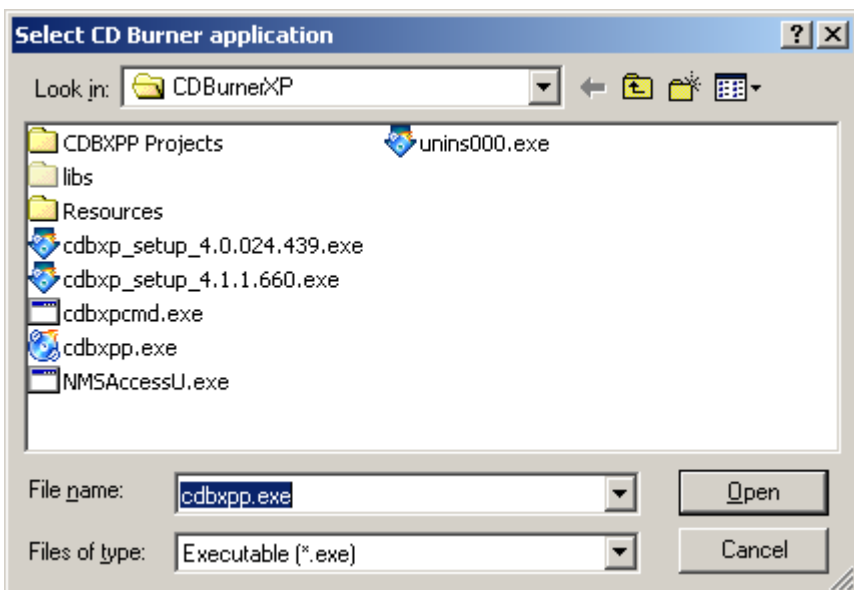 Select CD Burner application
Look in: CDBurnerXP
CDBXPP Projects
libs
Resources
cdbxp_setup_4.0.024.439.exe
cdbxp_setup_4.1.1.660.exe
cdbxpcmd.exe
cdbxpp.exe
NMSAccessU.exe
unins000.exe
File name: cdbxpp.exe
Open
Files of type: Executable (*.exe)
Cancel